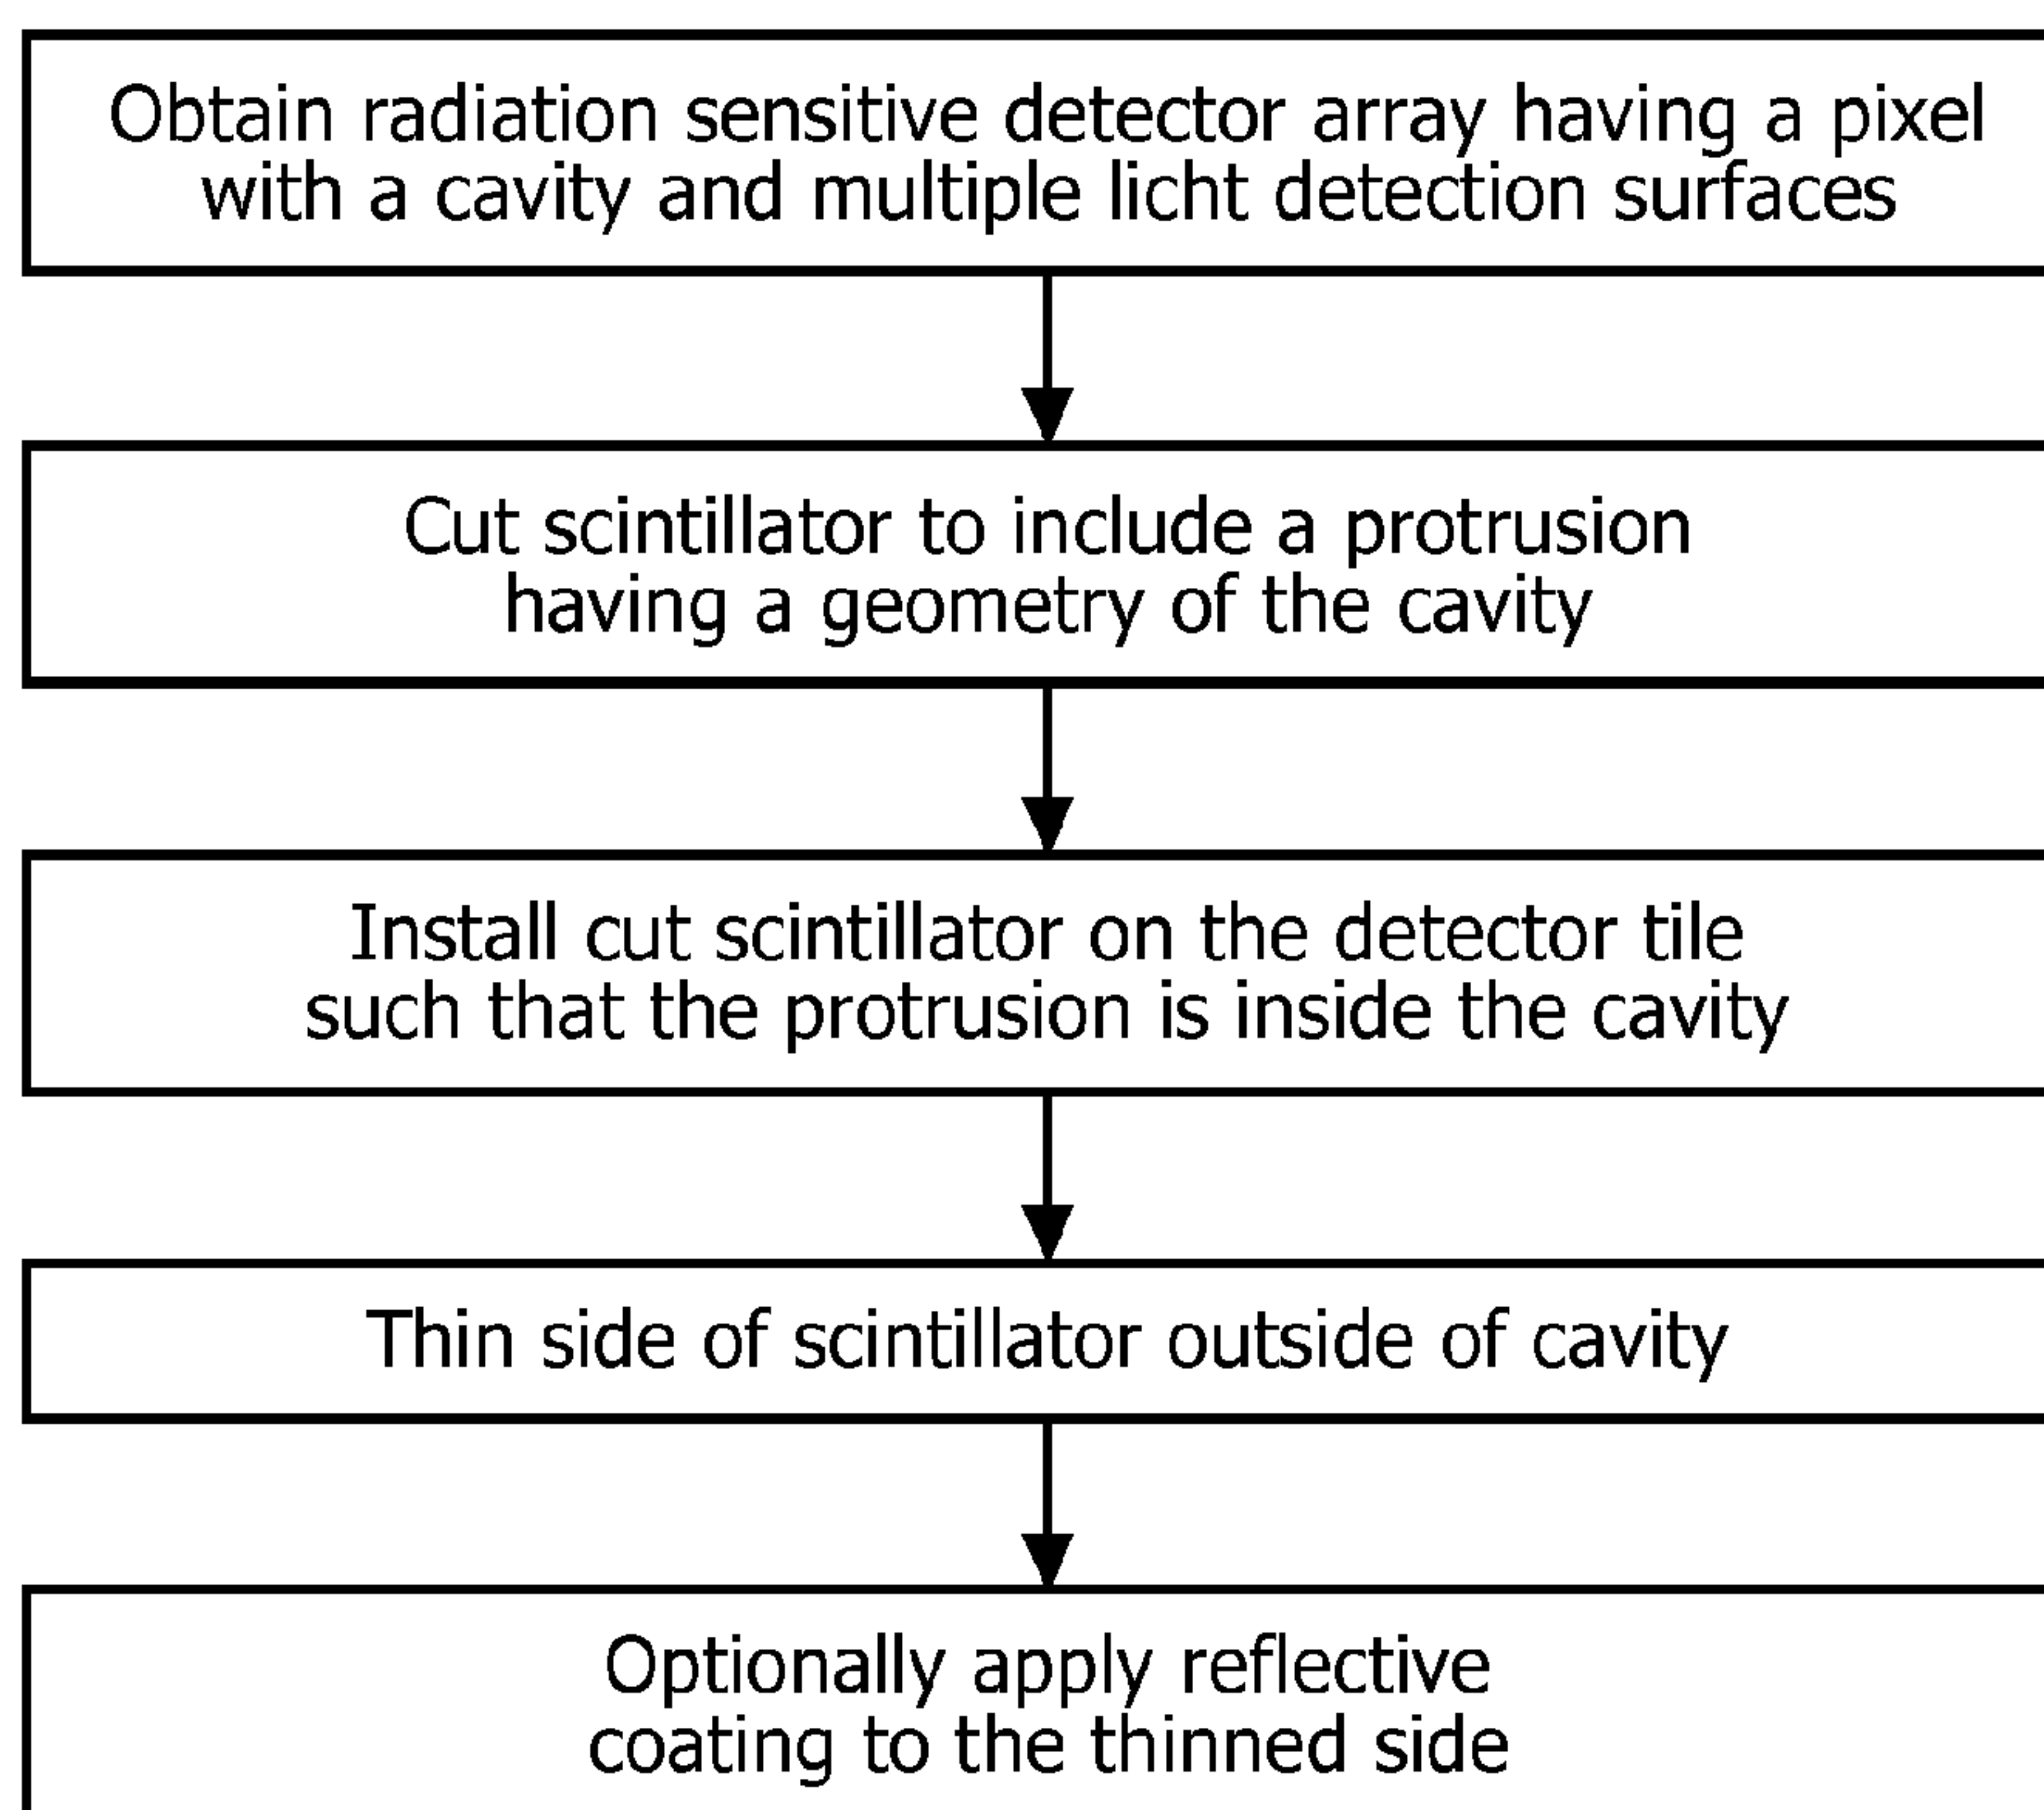 Obtain radiation sensitive detector array having a pixel
with a cavity and multiple licht detection surfaces
Cut scintillator to include a protrusion
having a geometry of the cavity
Install cut scintillator on the detector tile
such that the protrusion is inside the cavity
Thin side of scintillator outside of cavity
Optionally apply reflective
coating to the thinned side